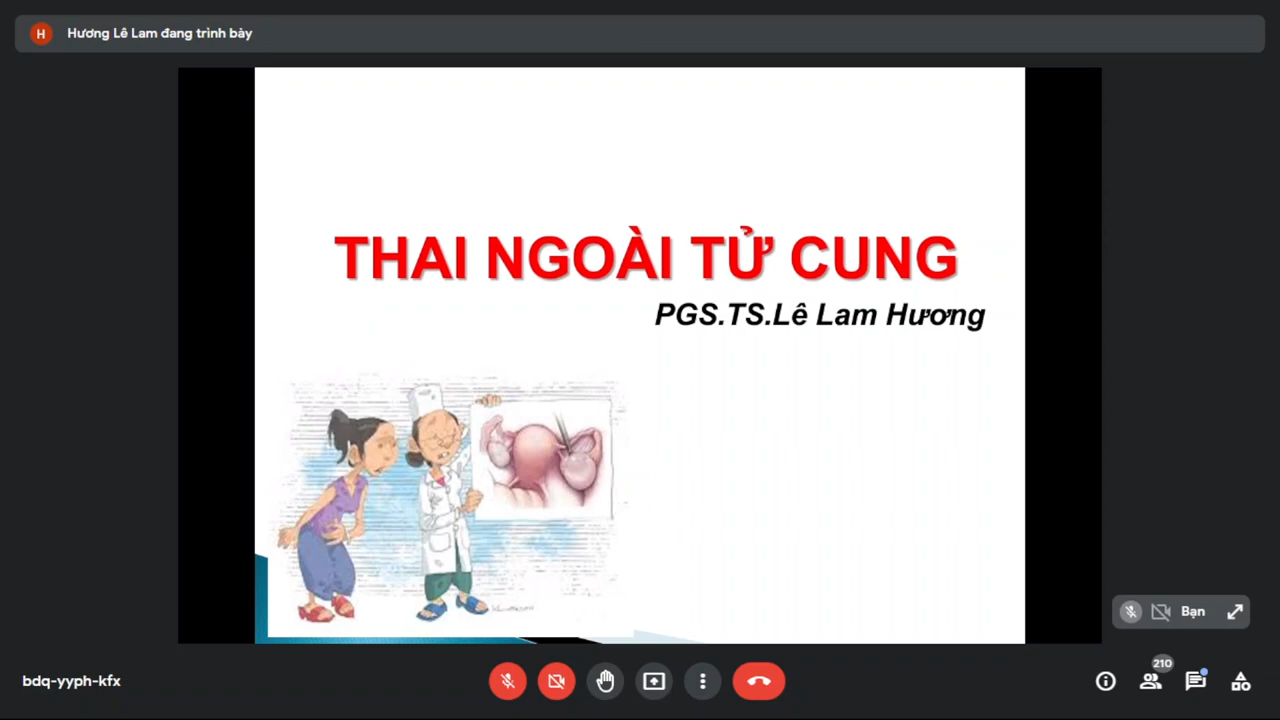 H
Hương Lê Lam đang trình bày
THAI NGOÀI TỬ CUNG
PGS.TS.Lê Lam Hương
Bạn
bdq-yyph-kfx
210